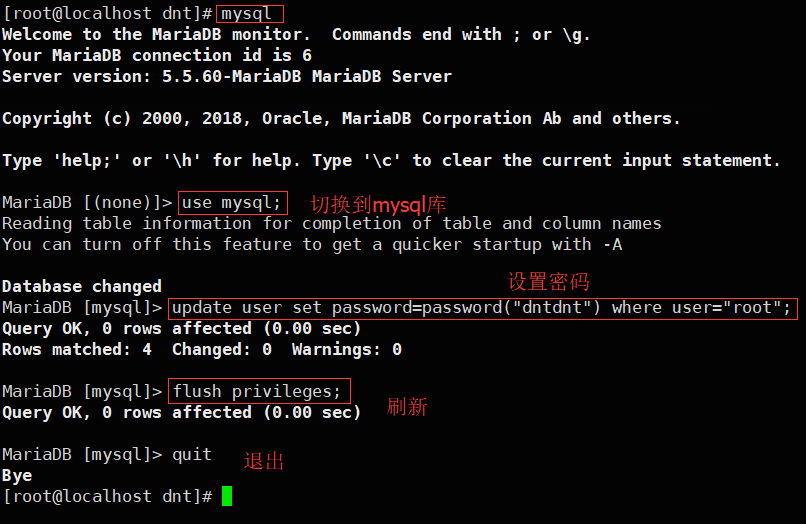 [root@localhost dnt]# mysql
Welcome to the MariaDB monitor.  Commands end with ; or \g.
Your MariaDB connection id is 6
Server version: 5.5.60-MariaDB MariaDB Server
Copyright (c) 2000, 2018, Oracle, MariaDB Corporation Ab and others.
Type 'help;' or '\h' for help. Type '\c' to clear the current input statement.
MariaDB [(none)]> use mysql; 切换到mysql库
Reading table information for completion of table and column names
You can turn off this feature to get a quicker startup with -A
Database changed
设置密码
MariaDB [mysql]> update user set password=password("dntdnt") where user="root";
Query OK, 0 rows affected (0.00 sec)
Rows matched: 4  Changed: 0  Warnings: 0
MariaDB [mysql]> flush privileges;
Query OK, 0 rows affected (0.00 sec) 刷新
MariaDB [mysql]> quit 退出
Bye
[root@localhost dnt]#